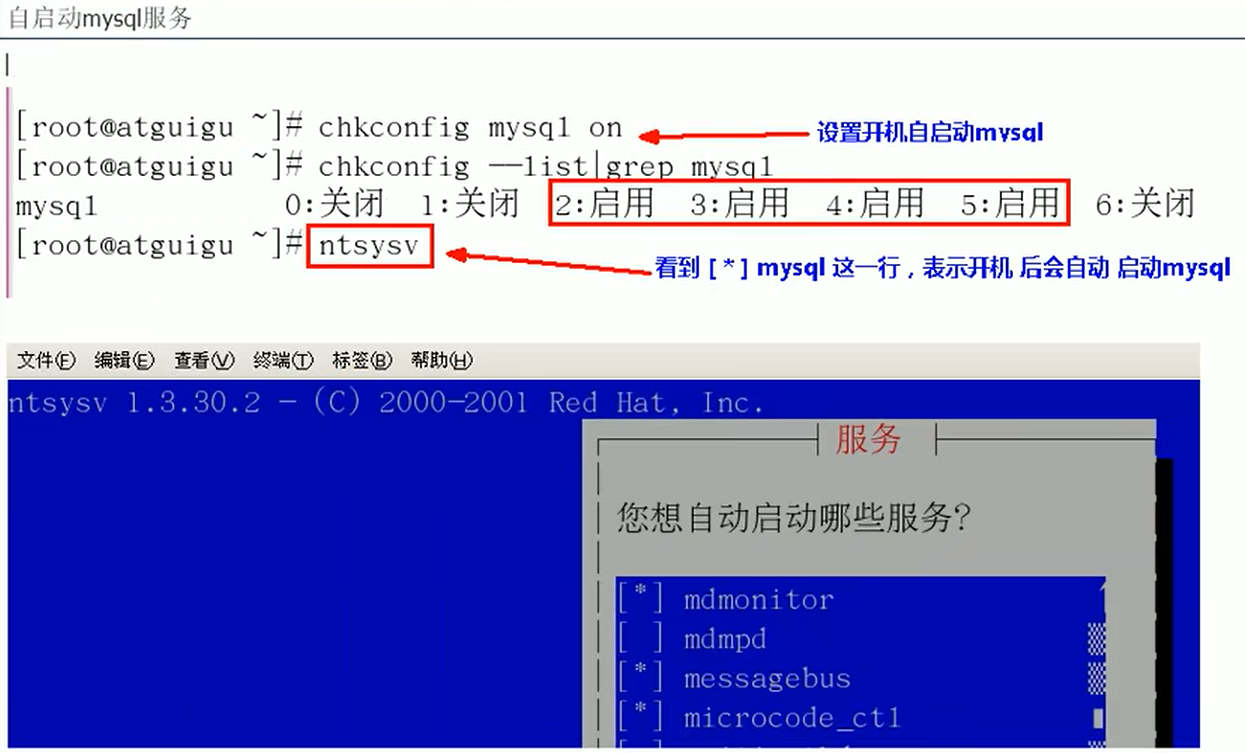 自启动mysql服务
[root@atguigu ~]# chkconfig mysql on
设置开机自启动mysql
[root@atguigu ~]# chkconfig --list|grep mysql
mysql 0:关闭 1:关闭 2:启用 3:启用 4:启用 5:启用 6:关闭
[root@atguigu ~]# ntsysv
看到 [ * ] mysql 这一行，表示开机 后会自动 启动mysql
文件(F) 编辑(E) 查看(V) 终端(T) 标签(B) 帮助(H)
ntsysv 1.3.30.2 - (C) 2000-2001 Red Hat, Inc.
服务
您想自动启动哪些服务?
[*] mdmonitor
[ ] mdmpd
[*] messagebus
[*] microcode_ctl